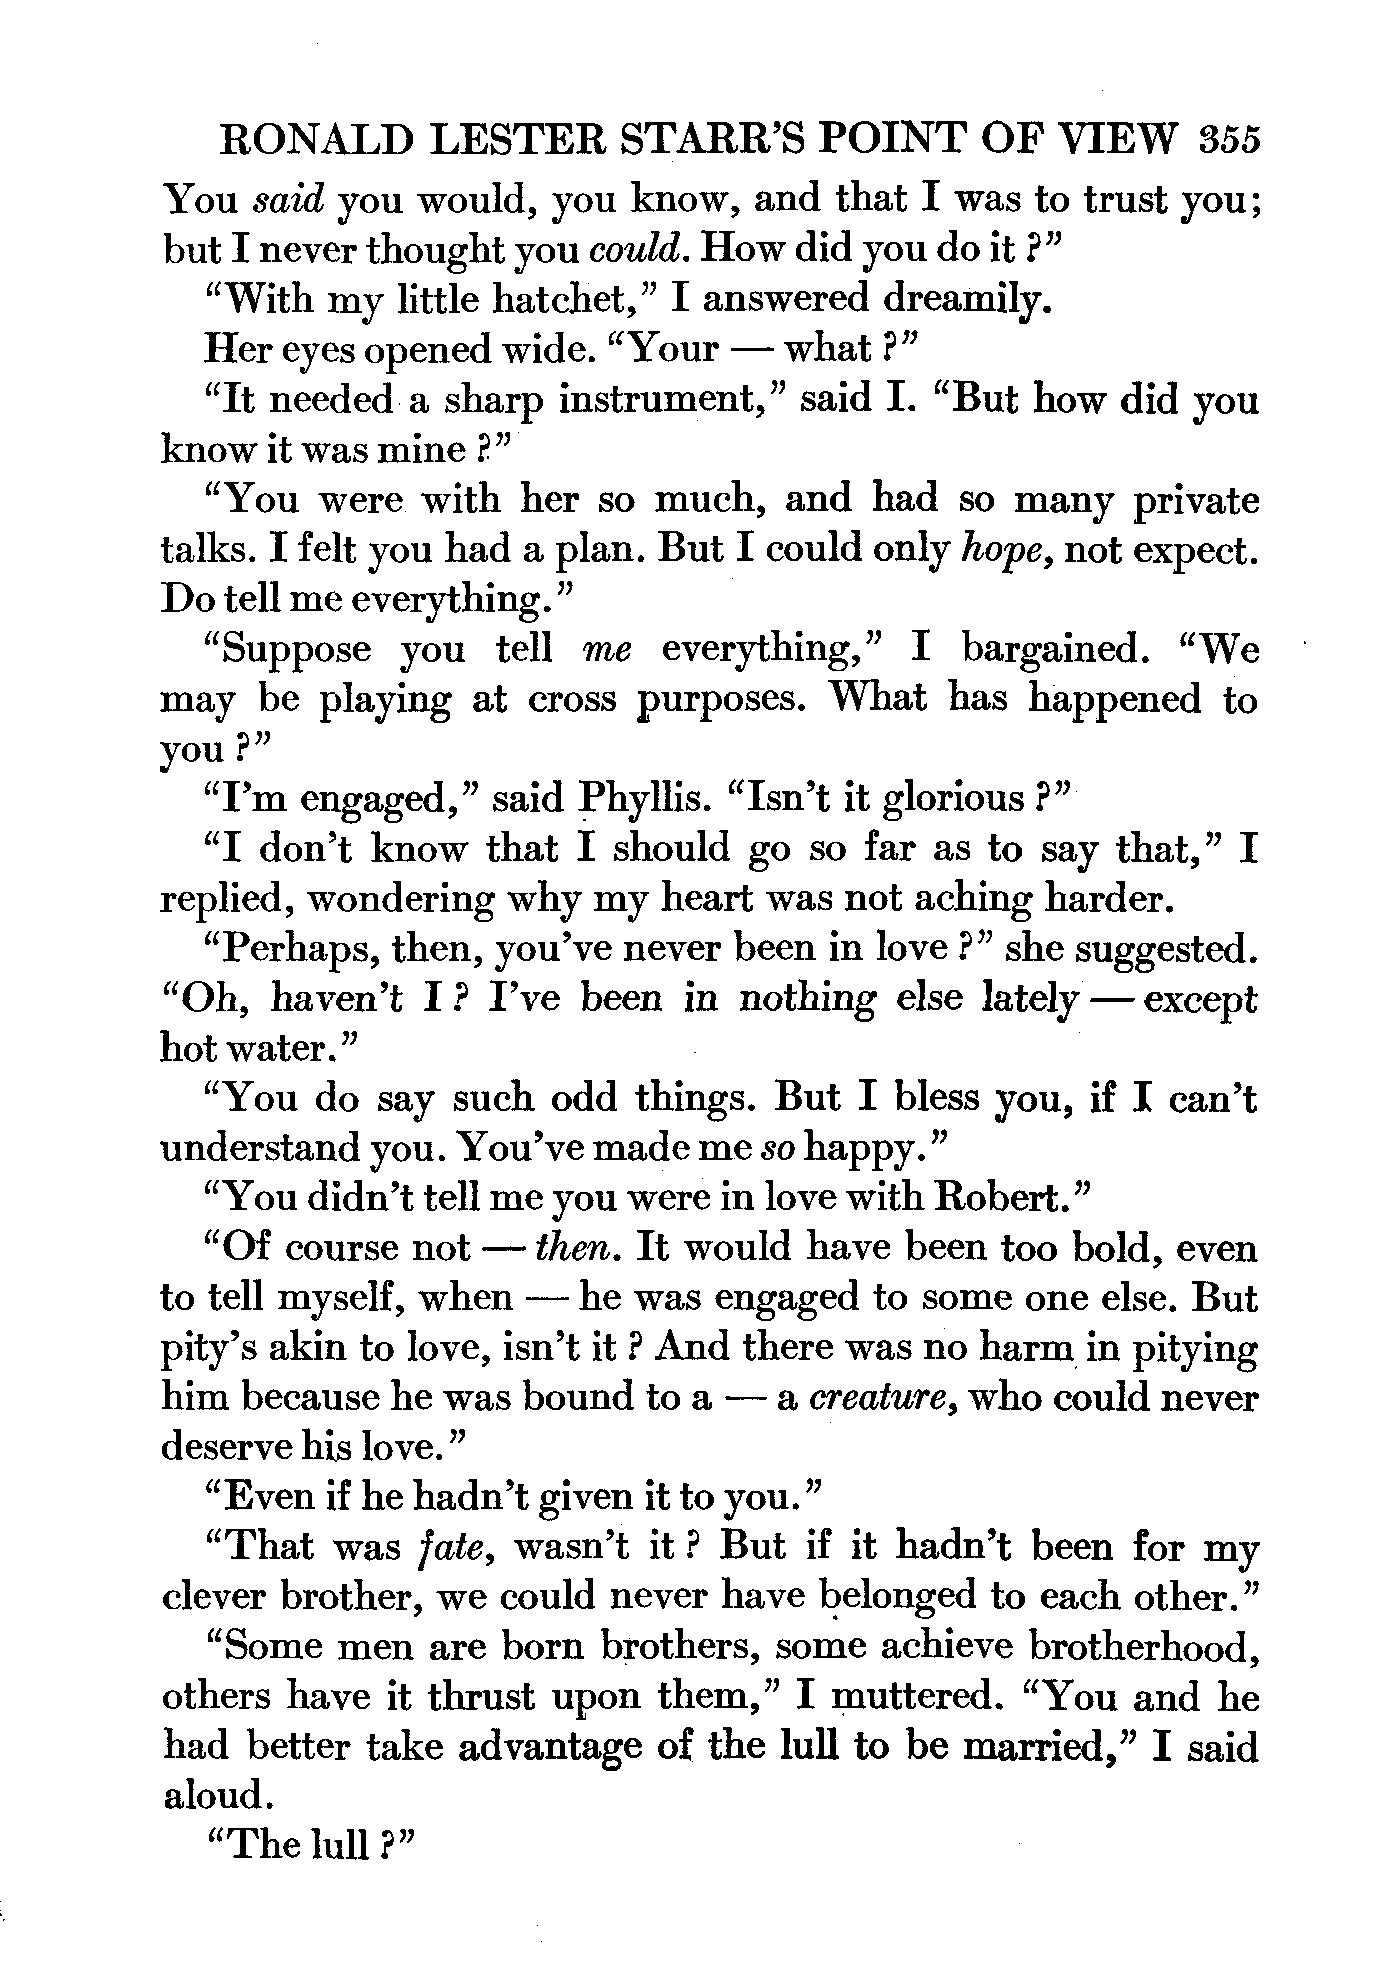 RONALD LESTER STARR'S POINT OF VIEW 355
You said you would, you know, and that I was to trust you;
but I never thought you could. How did you do it?"
"With my little hatchet," I answered dreamily.
Her eyes opened wide. "Your — what?"
"It needed a sharp instrument," said I. "But how did you
know it was mine?"
"You were with her so much, and had so many private
talks. I felt you had a plan. But I could only hope, not expect.
Do tell me everything."
"Suppose you tell me everything," I bargained. "We
may be playing at cross purposes. What has happened to
you?"
"I'm engaged," said Phyllis. "Isn't it glorious?"
"I don't know that I should go so far as to say that," I
replied, wondering why my heart was not aching harder.
"Perhaps, then, you've never been in love?" she suggested.
"Oh, haven't I? I've been in nothing else lately — except
hot water."
"You do say such odd things. But I bless you, if I can't
understand you. You've made me so happy."
"You didn't tell me you were in love with Robert."
"Of course not — then. It would have been too bold, even
to tell myself, when — he was engaged to some one else. But
pity's akin to love, isn't it? And there was no harm in pitying
him because he was bound to a — a creature, who could never
deserve his love."
"Even if he hadn't given it to you."
"That was fate, wasn't it? But if it hadn't been for my
clever brother, we could never have belonged to each other."
"Some men are born brothers, some achieve brotherhood,
others have it thrust upon them," I muttered. "You and he
had better take advantage of the lull to be married," I said
aloud.
"The lull?"